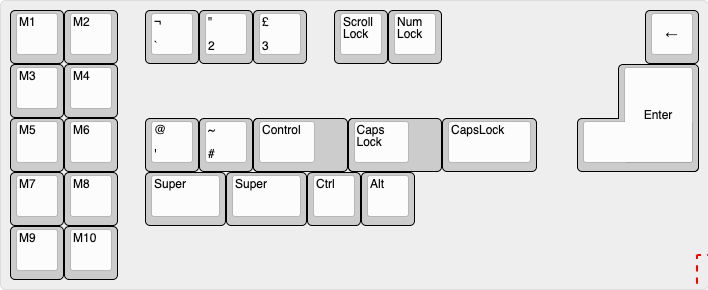 M1 M2 ¬ " £ Scroll Num ←
Lock Lock
` 2 3
M3 M4
Enter
M5 M6 @ ~ Control Caps CapsLock
Lock
' #
M7 M8 Super Super Ctrl Alt
M9 M10